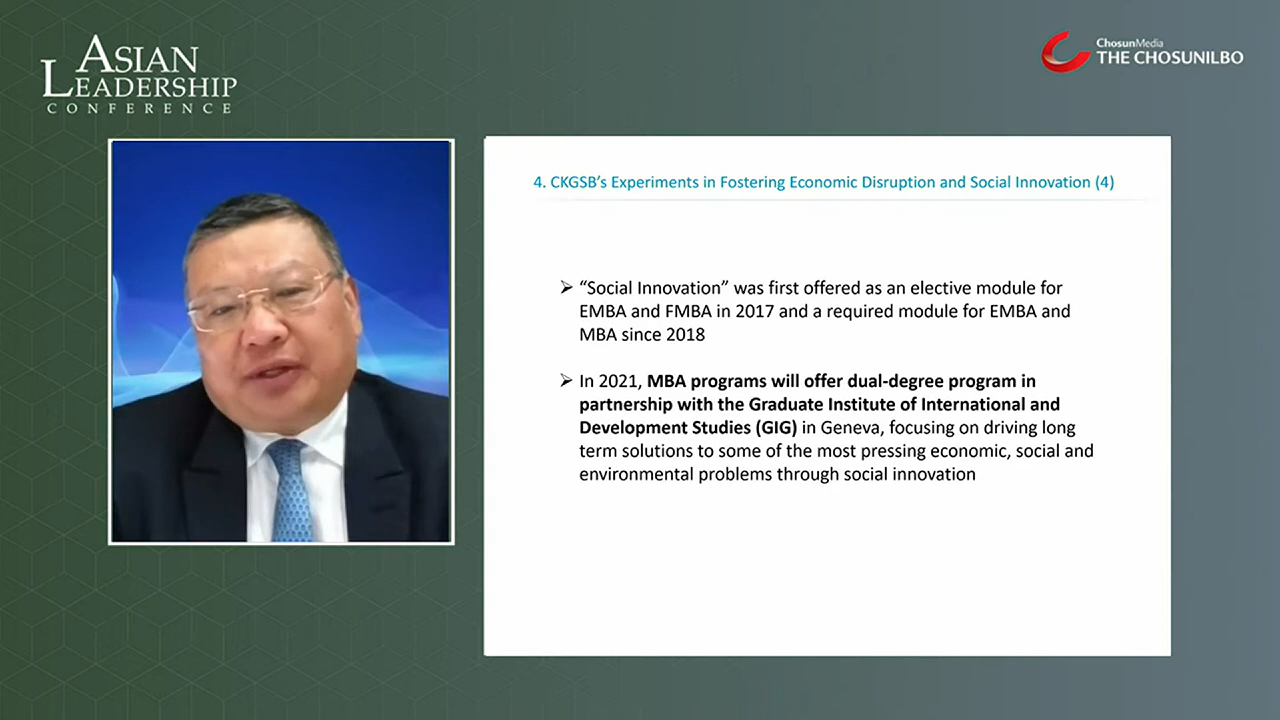 ASIAN
LEADERSHIP
CONFERENCE
ChosunMedia
THE CHOSUNILBO
4. CKGSB’s Experiments in Fostering Economic Disruption and Social Innovation (4)
➢ “Social Innovation” was first offered as an elective module for
EMBA and FMBA in 2017 and a required module for EMBA and
MBA since 2018
➢ In 2021, MBA programs will offer dual-degree program in
partnership with the Graduate Institute of International and
Development Studies (GIG) in Geneva, focusing on driving long
term solutions to some of the most pressing economic, social and
environmental problems through social innovation